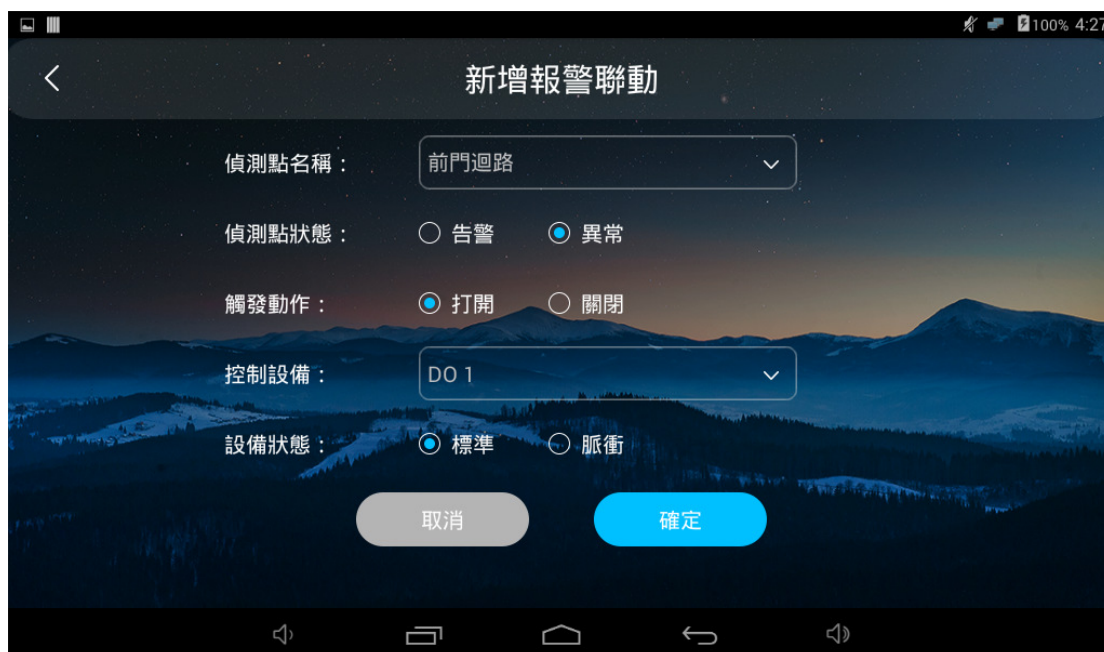 100% 4:27
新增報警聯動
偵測點名稱： 前門迴路
偵測點狀態： 告警 異常
觸發動作： 打開 關閉
控制設備： DO 1
設備狀態： 標準 脈衝
取消 確定